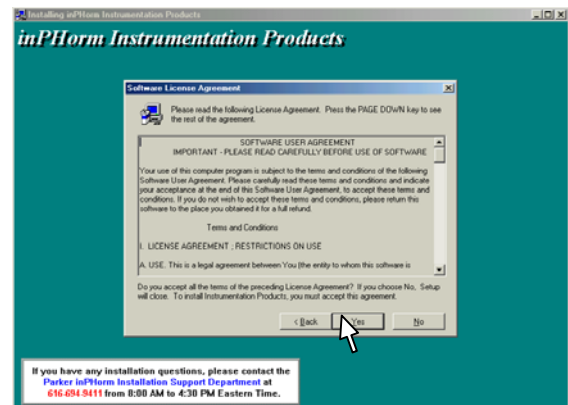 Installing inPHorm Instrumentation Products
inPHorm Instrumentation Products
Software License Agreement
Please read the following License Agreement. Press the PAGE DOWN key to see
the rest of the agreement.
SOFTWARE USER AGREEMENT
IMPORTANT - PLEASE READ CAREFULLY BEFORE USE OF SOFTWARE
Your use of this computer program is subject to the terms and conditions of the following
Software User Agreement. Please carefully read these terms and conditions and indicate
your acceptance at the end of this Software User Agreement, to accept these terms and
conditions. If you do not wish to accept these terms and conditions, please return this
software to the place you obtained it for a full refund.
Terms and Conditions
I. LICENSE AGREEMENT ; RESTRICTIONS ON USE
A. USE. This is a legal agreement between You (the entity to whom this software is
Do you accept all the terms of the preceding License Agreement? If you choose No, Setup
will close. To install Instrumentation Products, you must accept this agreement.
< Back Yes No
If you have any installation questions, please contact the
Parker inPHorm Installation Support Department at
616-694-9411 from 8:00 AM to 4:30 PM Eastern Time.